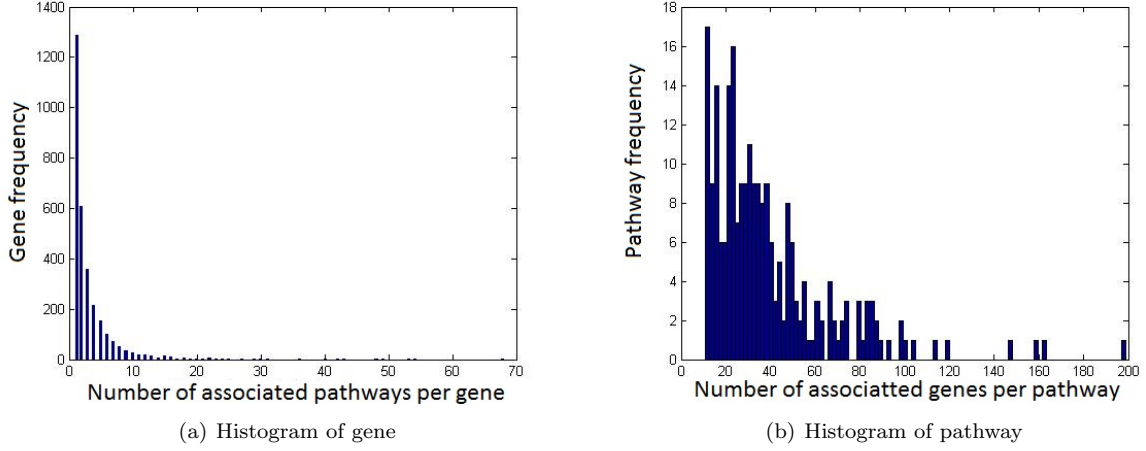 1400
1200
1000
800
600
400
200
0
0 10 20 30 40 50 60 70
Gene frequency
Number of associated pathways per gene
(a) Histogram of gene
18
16
14
12
10
8
6
4
2
0
0 20 40 60 80 100 120 140 160 180 200
Pathway frequency
Number of associatted genes per pathway
(b) Histogram of pathway